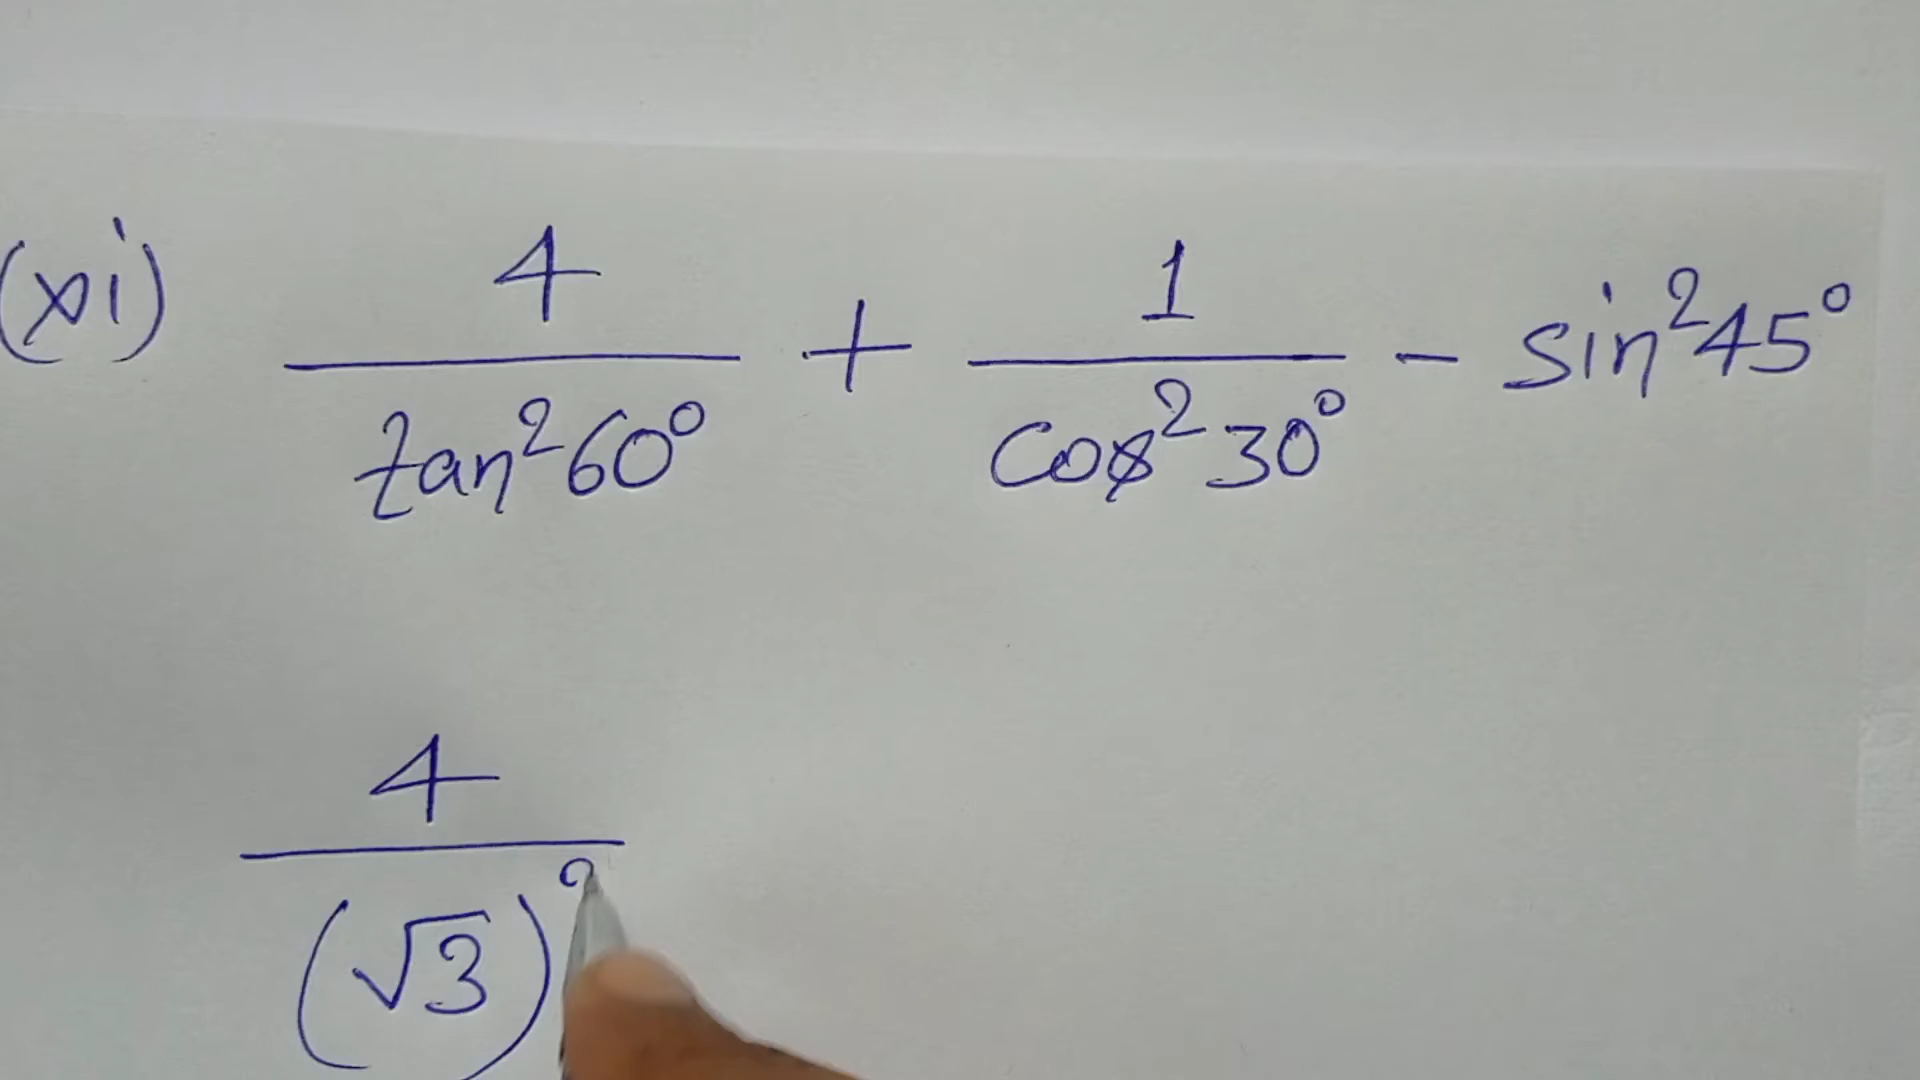 (xi) 4/tan²60° + 1/cos²30° - sin²45°
4/(√3)²